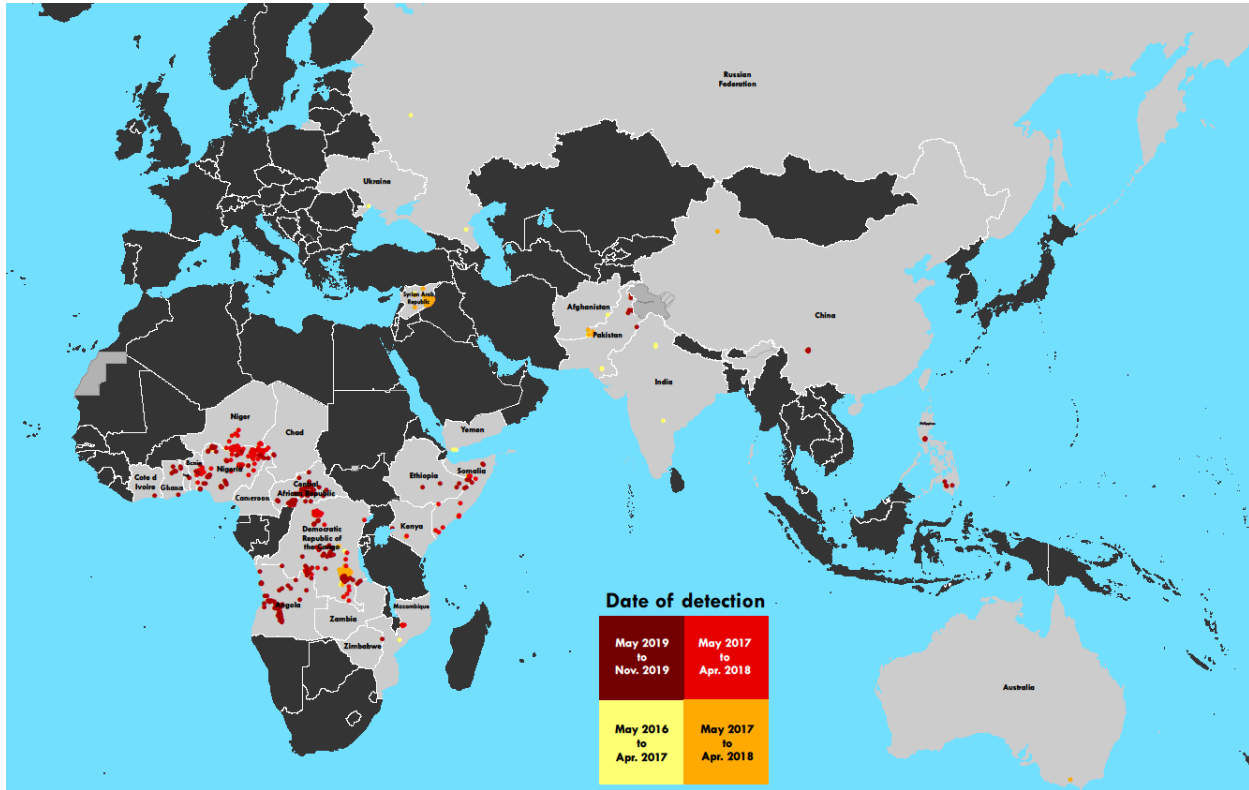 Russian
Federation
Ukraine
Syrian Arab
Republic
Afghanistan
Pakistan
China
India
Yemen
Niger
Chad
Benin
Nigeria
Cote d
Ivoire
Ghana
Cameroon
Central
African Republic
Ethiopia
Somalia
Kenya
Democratic
Republic of
the Congo
Angola
Zambia
Mozambique
Zimbabwe
Philippines
Australia
Date of detection
May 2019
to
Nov. 2019
May 2017
to
Apr. 2018
May 2016
to
Apr. 2017
May 2017
to
Apr. 2018